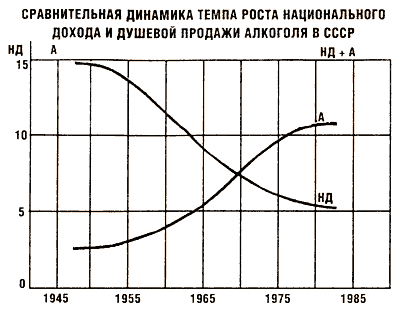 СРАВНИТЕЛЬНАЯ ДИНАМИКА ТЕМПА РОСТА НАЦИОНАЛЬНОГО
ДОХОДА И ДУШЕВОЙ ПРОДАЖИ АЛКОГОЛЯ В СССР
НД А НД + А
15
А
10
НД
5
0
1945 1955 1965 1975 1985